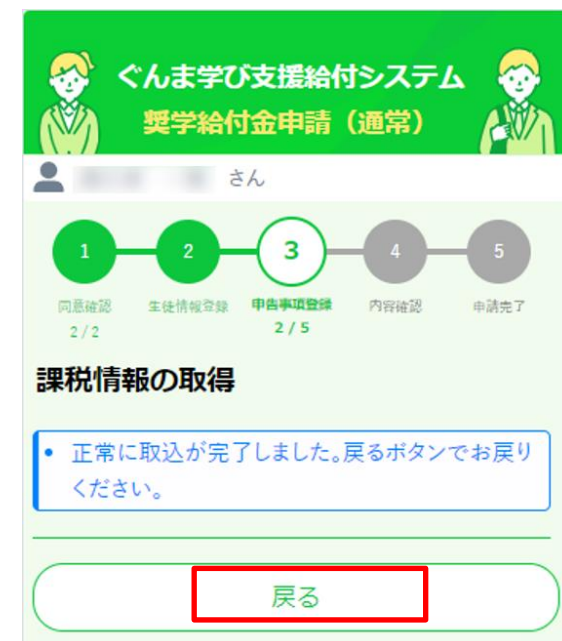 ぐんま学び支援給付システム
奨学給付金申請（通常）
さん
1 2 3 4 5
同意確認 生徒情報登録 申告事項登録 内容確認 申請完了
2/2 2/5
課税情報の取得
• 正常に取込が完了しました。戻るボタンでお戻り
ください。
戻る